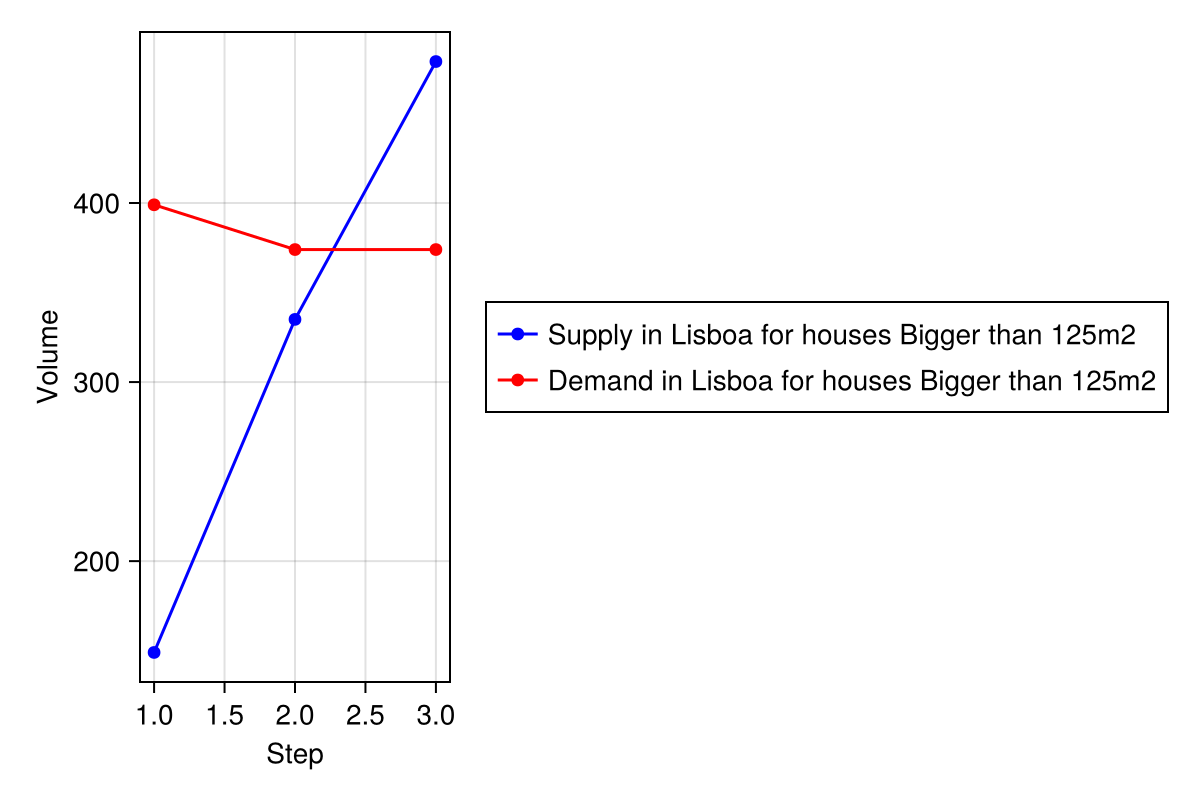 400
300
200
Volume
1.0 1.5 2.0 2.5 3.0
Step
Supply in Lisboa for houses Bigger than 125m2
Demand in Lisboa for houses Bigger than 125m2